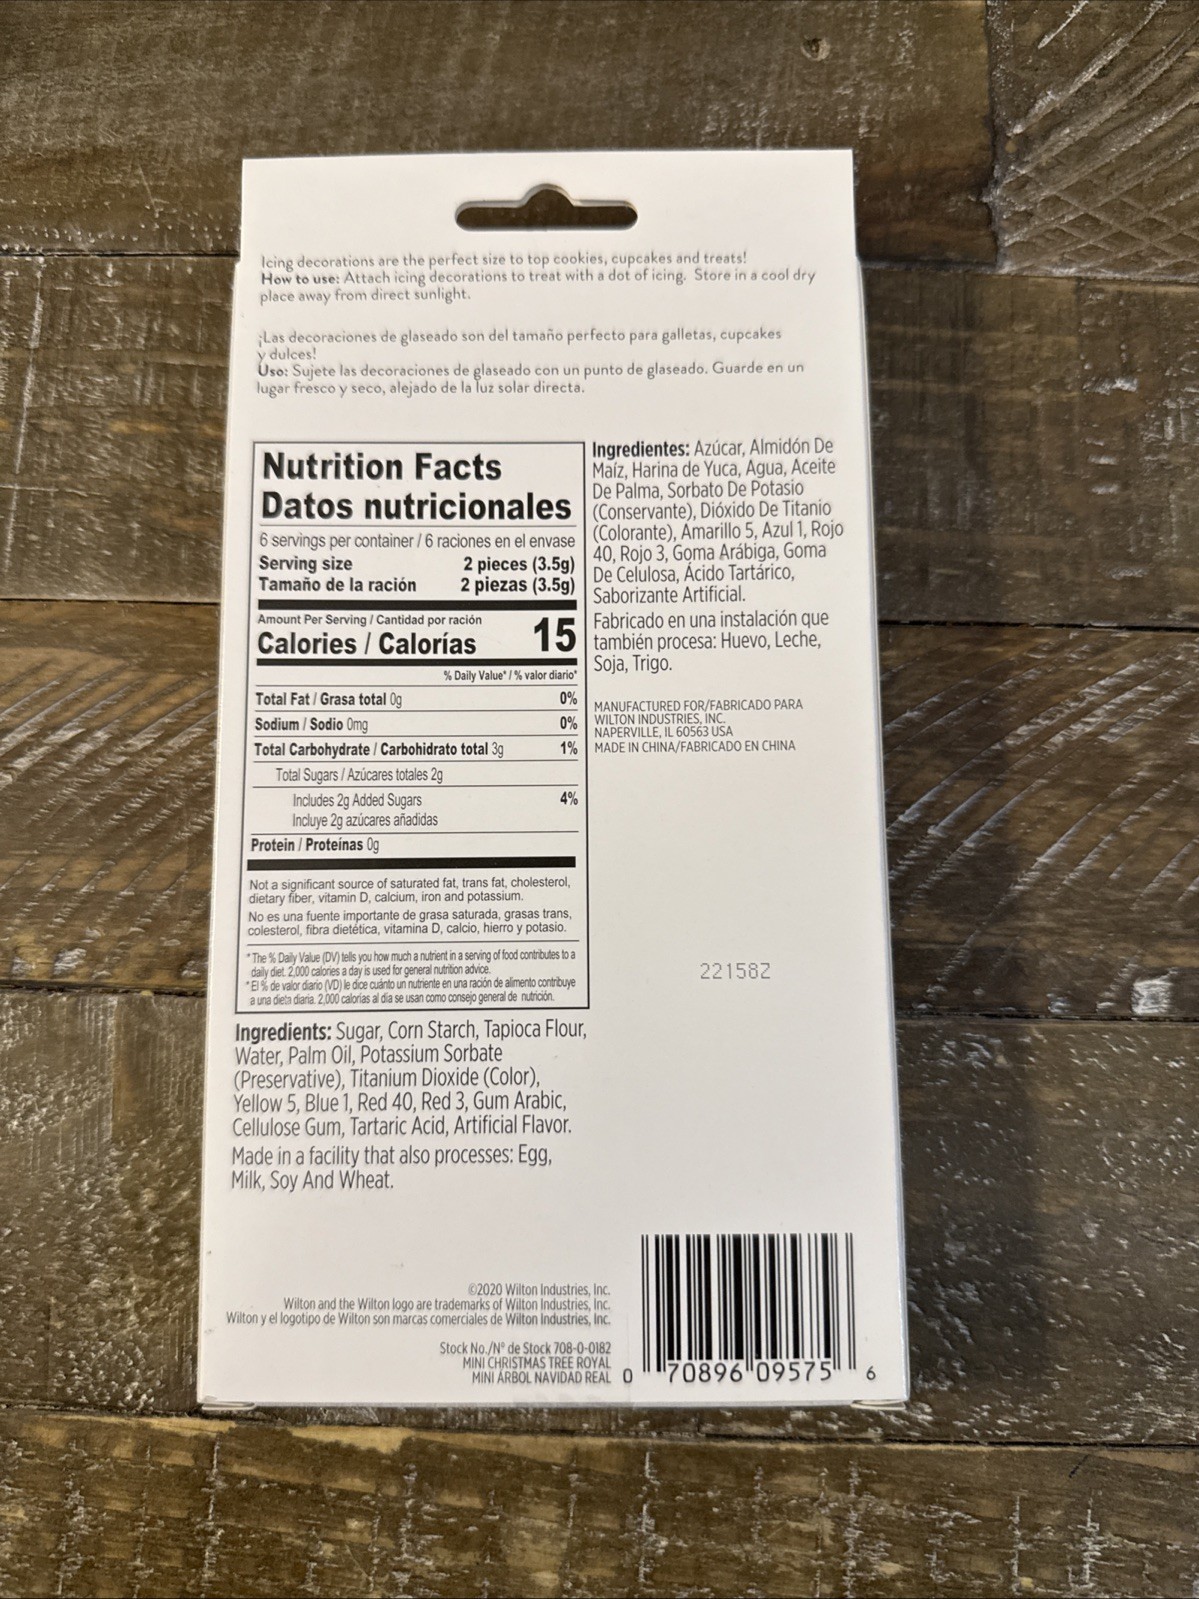 Icing decorations are the perfect size to top cookies, cupcakes and treats!
How to use: Attach icing decorations to treat with a dot of icing. Store in a cool dry
place away from direct sunlight.
¡Las decoraciones de glaseado son del tamaño perfecto para galletas, cupcakes
y dulces!
Uso: Sujete las decoraciones de glaseado con un punto de glaseado. Guarde en un
lugar fresco y seco, alejado de la luz solar directa.
Nutrition Facts
Datos nutricionales
6 servings per container / 6 raciones en el envase
Serving size 2 pieces (3.5g)
Tamaño de la ración 2 piezas (3.5g)
Amount Per Serving / Cantidad por ración
Calories / Calorías 15
% Daily Value* / % valor diario*
Total Fat / Grasa total 0g 0%
Sodium / Sodio 0mg 0%
Total Carbohydrate / Carbohidrato total 3g 1%
Total Sugars / Azúcares totales 2g
Includes 2g Added Sugars 4%
Incluye 2g azúcares añadidas
Protein / Proteínas 0g
Not a significant source of saturated fat, trans fat, cholesterol,
dietary fiber, vitamin D, calcium, iron and potassium.
No es una fuente importante de grasa saturada, grasas trans,
colesterol, fibra dietética, vitamina D, calcio, hierro y potasio.
*The % Daily Value (DV) tells you how much a nutrient in a serving of food contributes to a
daily diet. 2,000 calories a day is used for general nutrition advice.
*El % de valor diario (VD) le dice cuánto un nutriente en una ración de alimento contribuye
a una dieta diaria. 2,000 calorías al día se usan como consejo general de nutrición.
Ingredients: Sugar, Corn Starch, Tapioca Flour,
Water, Palm Oil, Potassium Sorbate
(Preservative), Titanium Dioxide (Color),
Yellow 5, Blue 1, Red 40, Red 3, Gum Arabic,
Cellulose Gum, Tartaric Acid, Artificial Flavor.
Made in a facility that also processes: Egg,
Milk, Soy And Wheat.
Ingredientes: Azúcar, Almidón De
Maíz, Harina de Yuca, Agua, Aceite
De Palma, Sorbato De Potasio
(Conservante), Dióxido De Titanio
(Colorante), Amarillo 5, Azul 1, Rojo
40, Rojo 3, Goma Arábiga, Goma
De Celulosa, Ácido Tartárico,
Saborizante Artificial.
Fabricado en una instalación que
también procesa: Huevo, Leche,
Soja, Trigo.
MANUFACTURED FOR/FABRICADO PARA
WILTON INDUSTRIES, INC.
NAPERVILLE, IL 60563 USA
MADE IN CHINA/FABRICADO EN CHINA
22158Z
©2020 Wilton Industries, Inc.
Wilton and the Wilton logo are trademarks of Wilton Industries, Inc.
Wilton y el logotipo de Wilton son marcas comerciales de Wilton Industries, Inc.
Stock No./N° de Stock 708-0-0182
MINI CHRISTMAS TREE ROYAL
MINI ÁRBOL NAVIDAD REAL
0 70896 09575 6